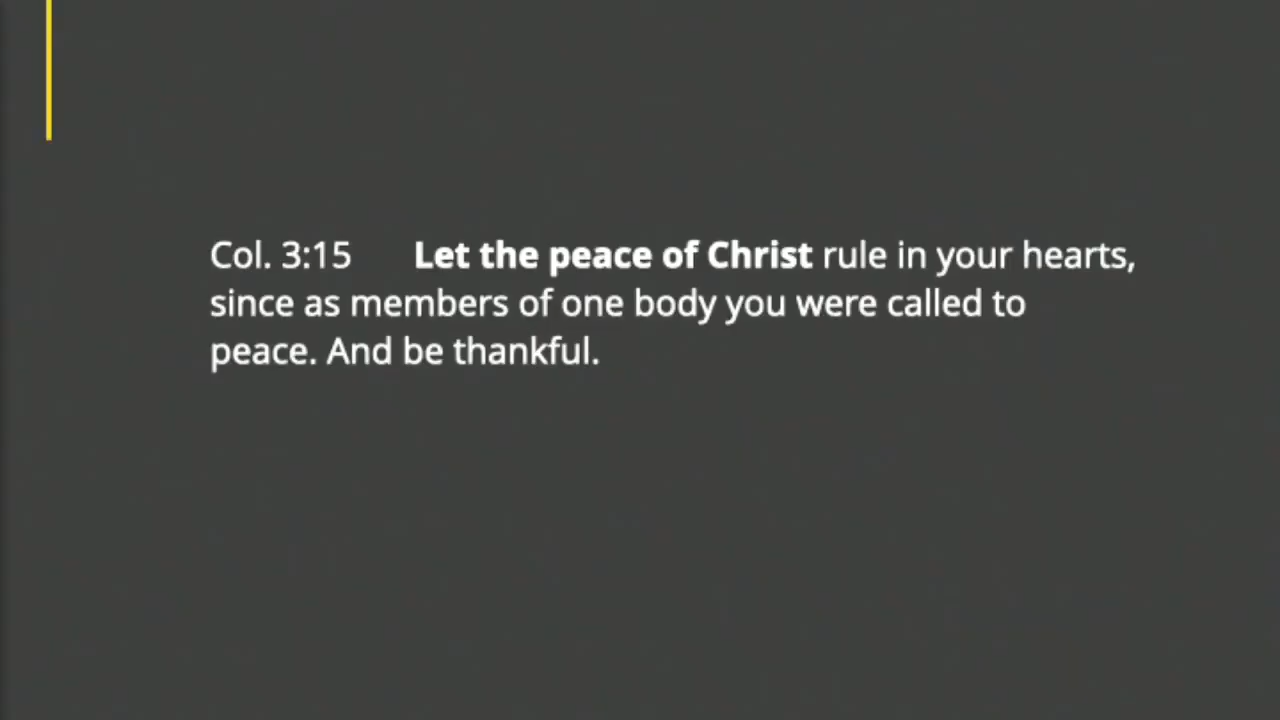 Col. 3:15 Let the peace of Christ rule in your hearts,
since as members of one body you were called to
peace. And be thankful.